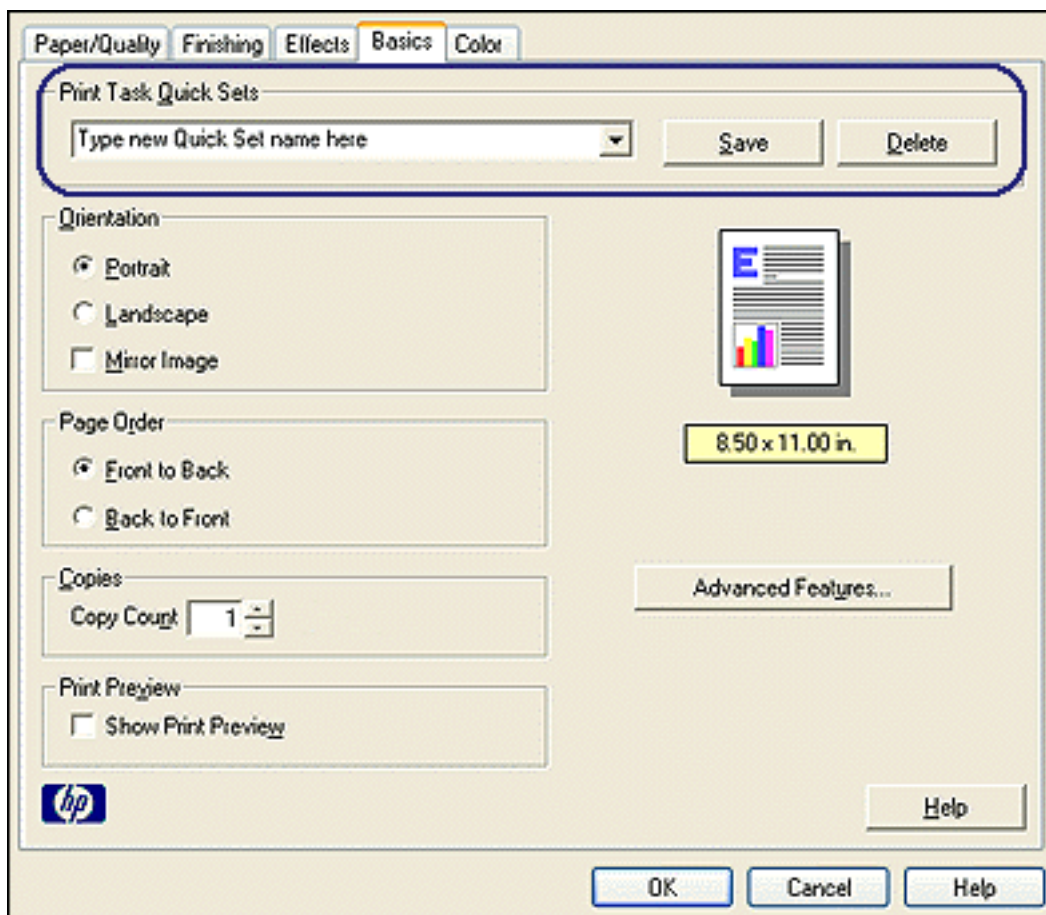 Paper/Quality Finishing Effects Basics Color
Print Task Quick Sets
Type new Quick Set name here Save Delete
Orientation
Portrait
Landscape
Mirror Image
E
8.50 x 11.00 in.
Page Order
Front to Back
Back to Front
Copies
Copy Count 1
Advanced Features...
Print Preview
Show Print Preview
hp
Help
OK Cancel Help